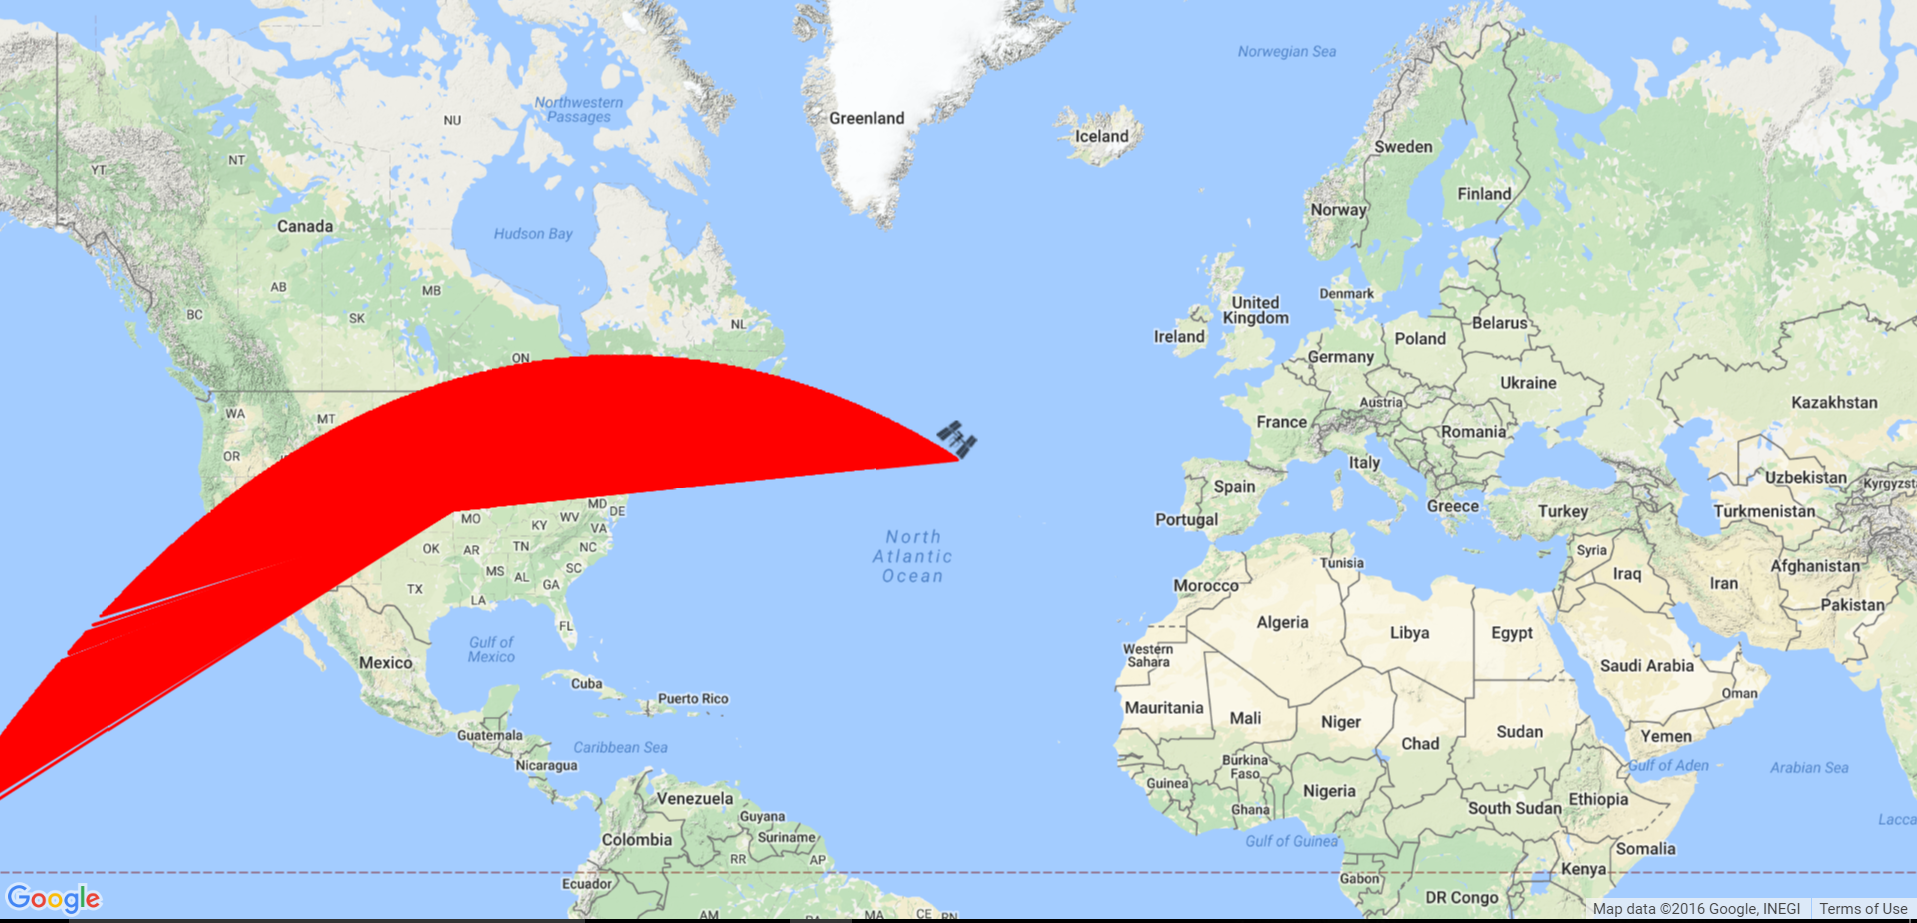 Norwegian Sea
Northwestern
Passages
Greenland
NU
Iceland
Sweden
NT
YT
Finland
Norway
Canada
Hudson Bay
AB
MB
Denmark
United
Kingdom
BC
SK
NL
Belarus
Ireland
Poland
ON
Germany
Ukraine
Austria
Kazakhstan
WA
MT
France
Romania
OR
Italy
Uzbekistan
Kyrgyzst
Spain
MD
WV
DE
Greece
Turkey
Turkmenistan
MO
KY
VA
Portugal
North
Atlantic
Ocean
OK
AR
TN
NC
Syria
Tunisia
Iraq
Afghanistan
MS
AL
SC
GA
Morocco
Iran
TX
LA
Pakistan
FL
Algeria
Libya
Egypt
Gulf of
Mexico
Mexico
Western
Sahara
Saudi Arabia
Cuba
Puerto Rico
Oman
Mauritania
Mali
Niger
Sudan
Yemen
Guatemala
Caribbean Sea
Chad
Nicaragua
Burkina
Faso
Gulf of Aden
Arabian Sea
Guinea
Nigeria
Ethiopia
Venezuela
Ghana
South Sudan
Guyana
Lacca
Colombia
Suriname
Gulf of Guinea
Somalia
RR
AP
Kenya
Ecuador
Gabon
DR Congo
Google
AM
PA
MA
CE
RN
Map data ©2016 Google, INEGI
Terms of Use